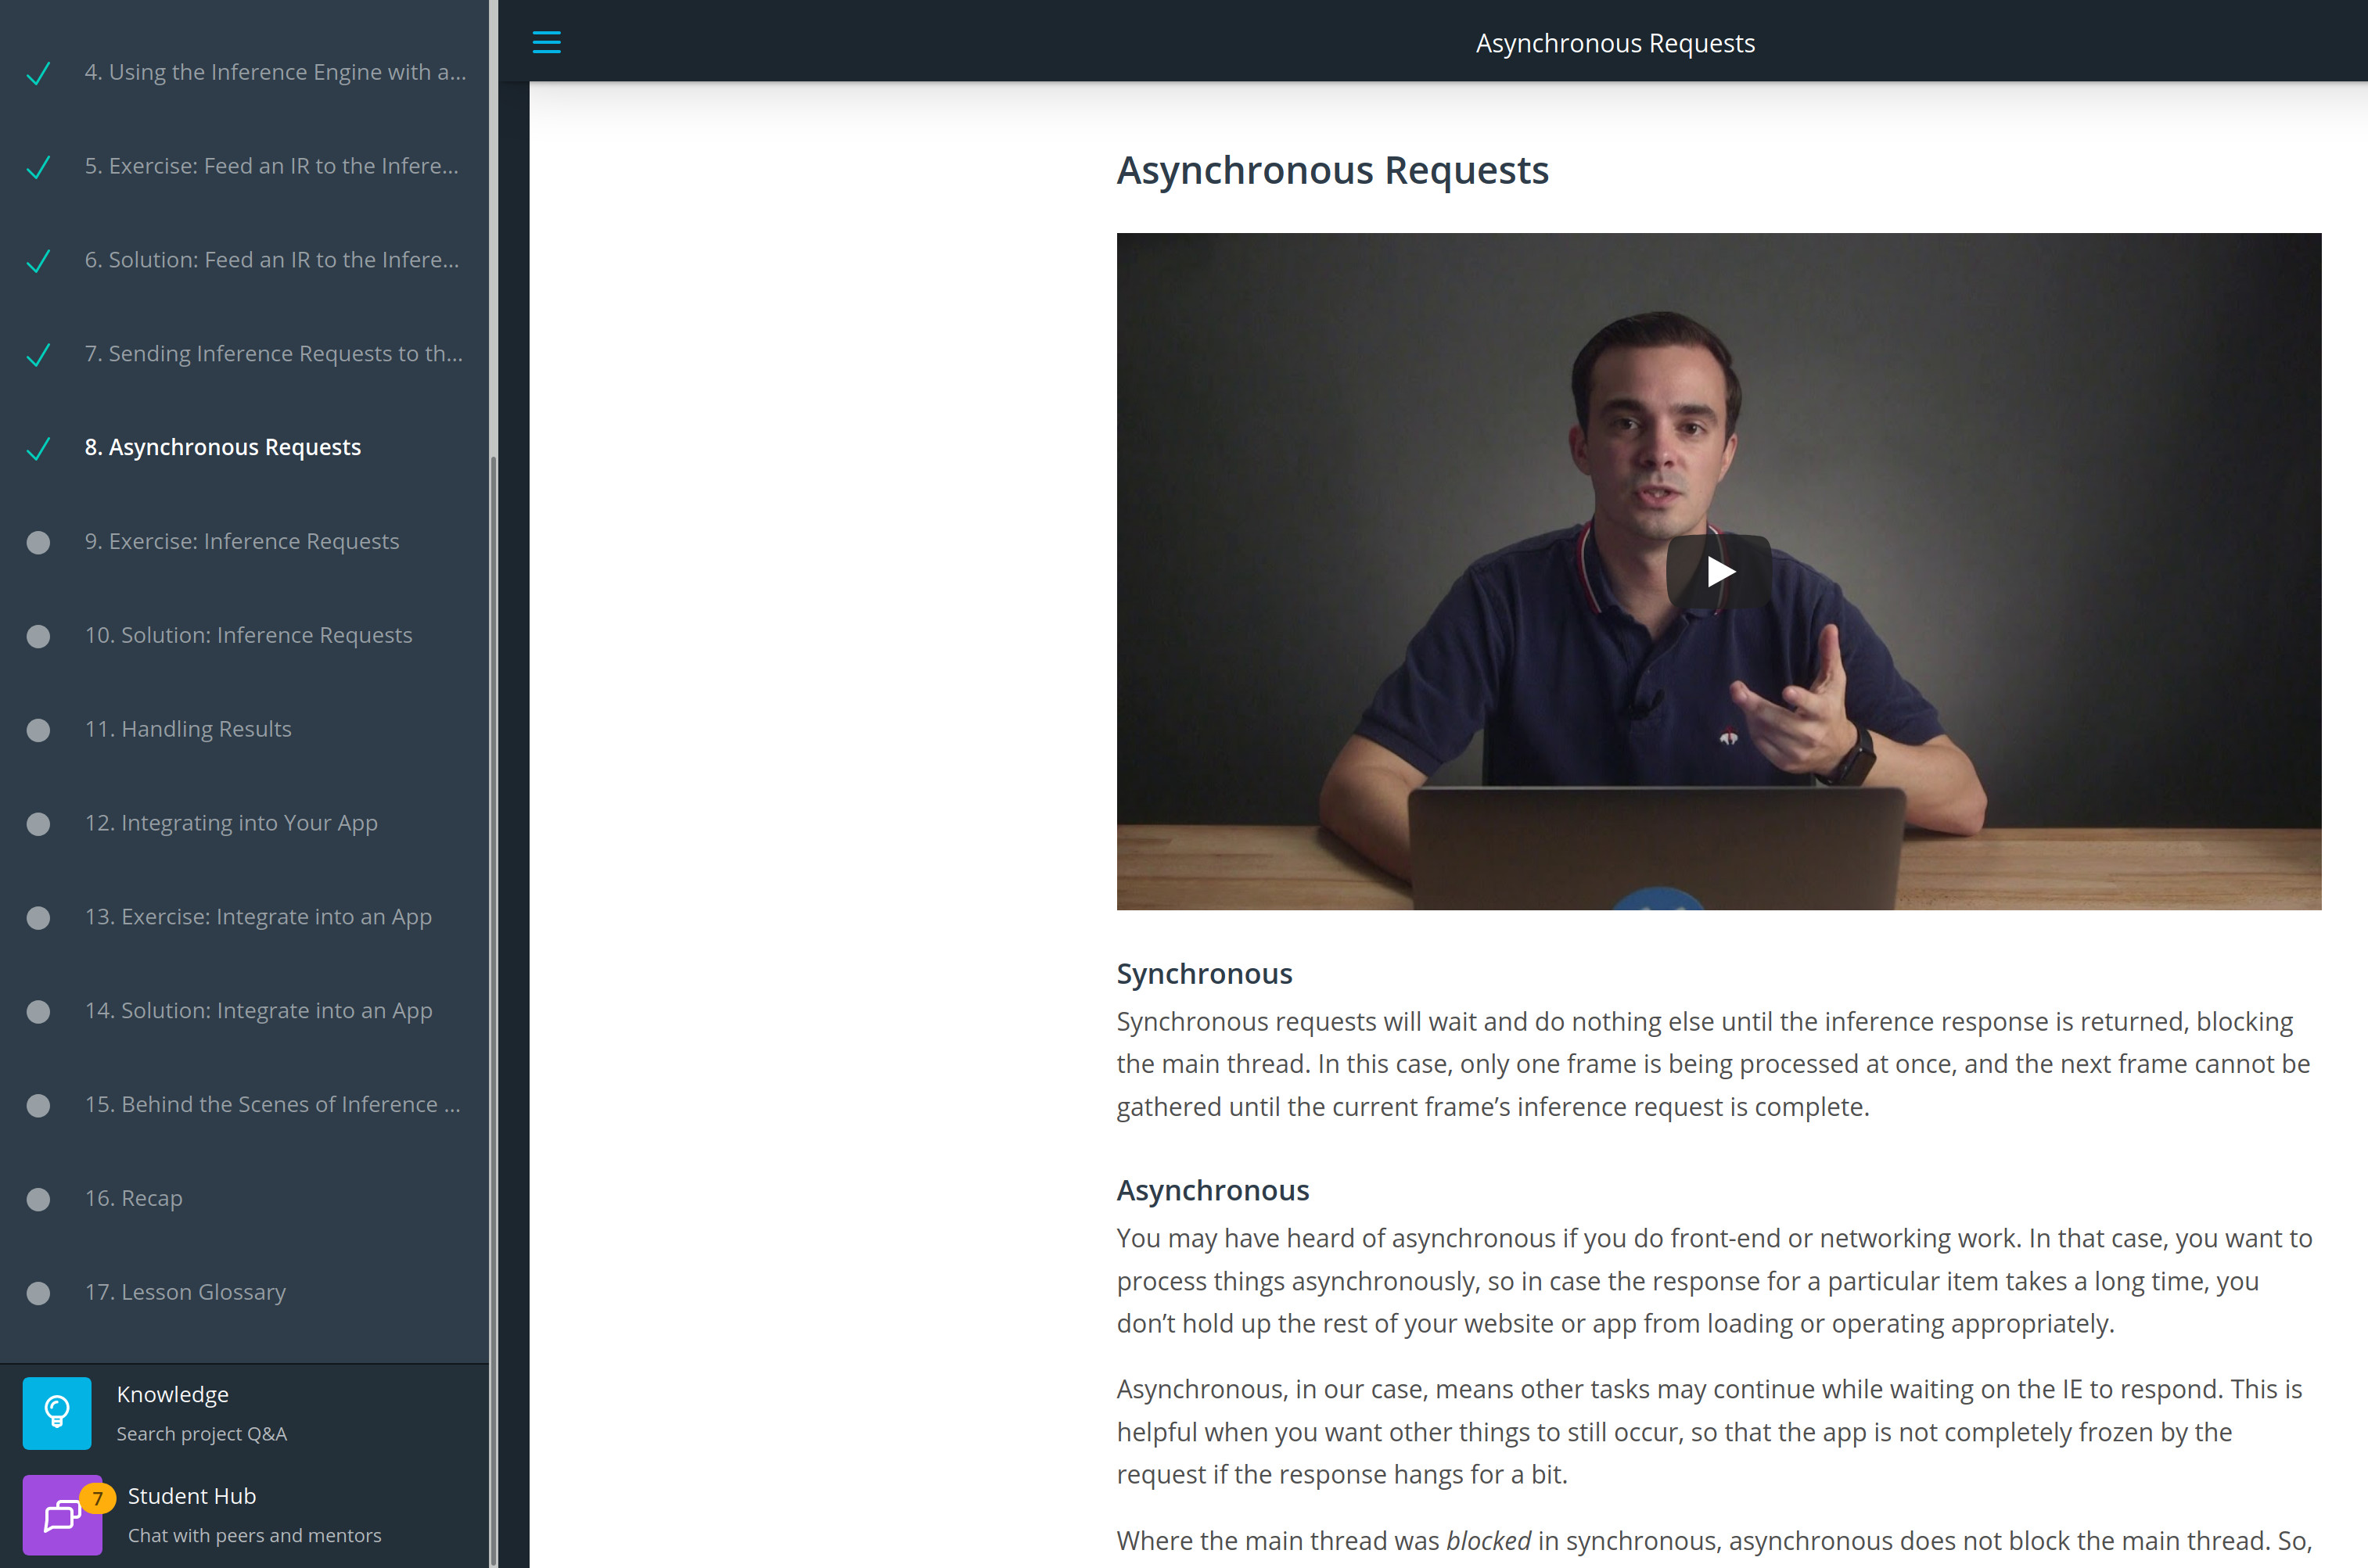 4. Using the Inference Engine with a...
5. Exercise: Feed an IR to the Infere...
6. Solution: Feed an IR to the Infere...
7. Sending Inference Requests to th...
8. Asynchronous Requests
9. Exercise: Inference Requests
10. Solution: Inference Requests
11. Handling Results
12. Integrating into Your App
13. Exercise: Integrate into an App
14. Solution: Integrate into an App
15. Behind the Scenes of Inference ...
16. Recap
17. Lesson Glossary
Knowledge
Search project Q&A
7
Student Hub
Chat with peers and mentors
Asynchronous Requests
Asynchronous Requests
Synchronous
Synchronous requests will wait and do nothing else until the inference response is returned, blocking
the main thread. In this case, only one frame is being processed at once, and the next frame cannot be
gathered until the current frame’s inference request is complete.
Asynchronous
You may have heard of asynchronous if you do front-end or networking work. In that case, you want to
process things asynchronously, so in case the response for a particular item takes a long time, you
don’t hold up the rest of your website or app from loading or operating appropriately.
Asynchronous, in our case, means other tasks may continue while waiting on the IE to respond. This is
helpful when you want other things to still occur, so that the app is not completely frozen by the
request if the response hangs for a bit.
Where the main thread was blocked in synchronous, asynchronous does not block the main thread. So,